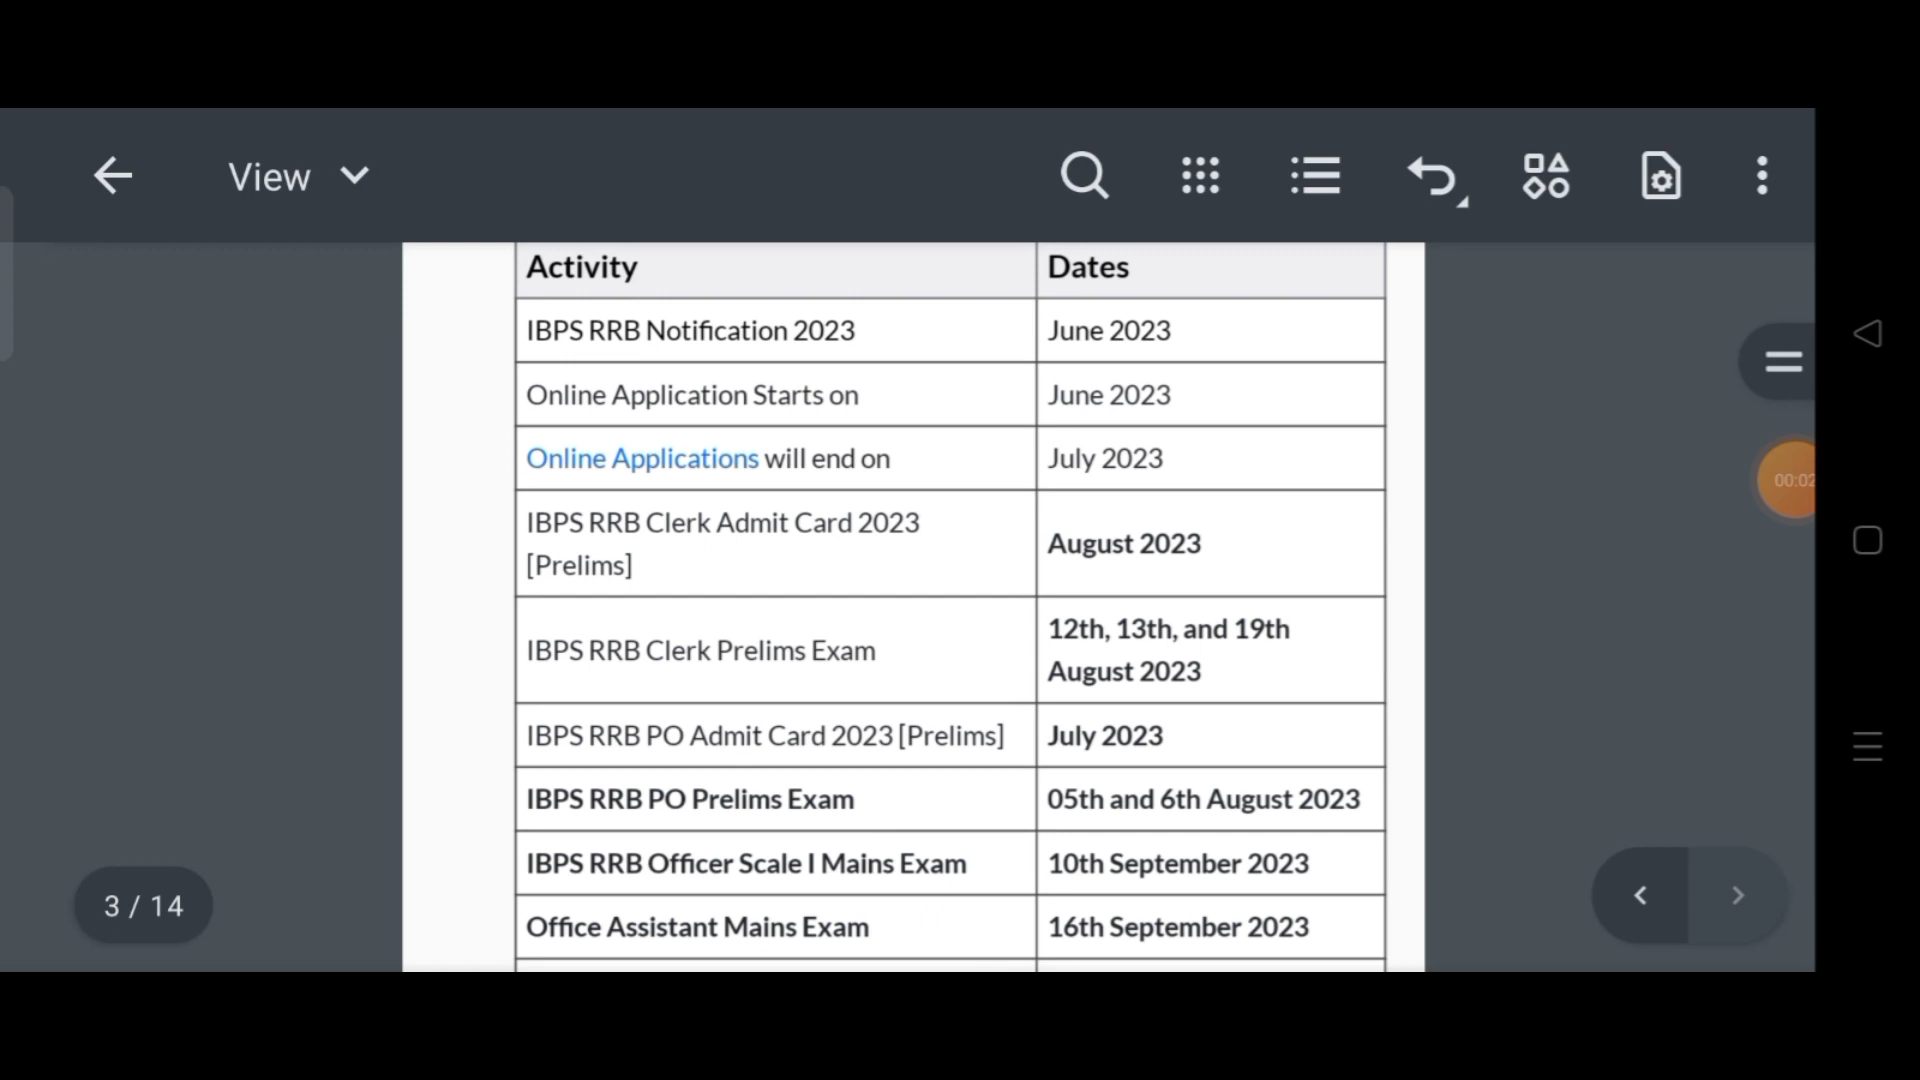 View
Activity Dates
IBPS RRB Notification 2023 June 2023
Online Application Starts on June 2023
Online Applications will end on July 2023
IBPS RRB Clerk Admit Card 2023
[Prelims]
August 2023
IBPS RRB Clerk Prelims Exam
12th, 13th, and 19th
August 2023
IBPS RRB PO Admit Card 2023 [Prelims] July 2023
IBPS RRB PO Prelims Exam 05th and 6th August 2023
IBPS RRB Officer Scale I Mains Exam 10th September 2023
Office Assistant Mains Exam 16th September 2023
3 / 14
00:02